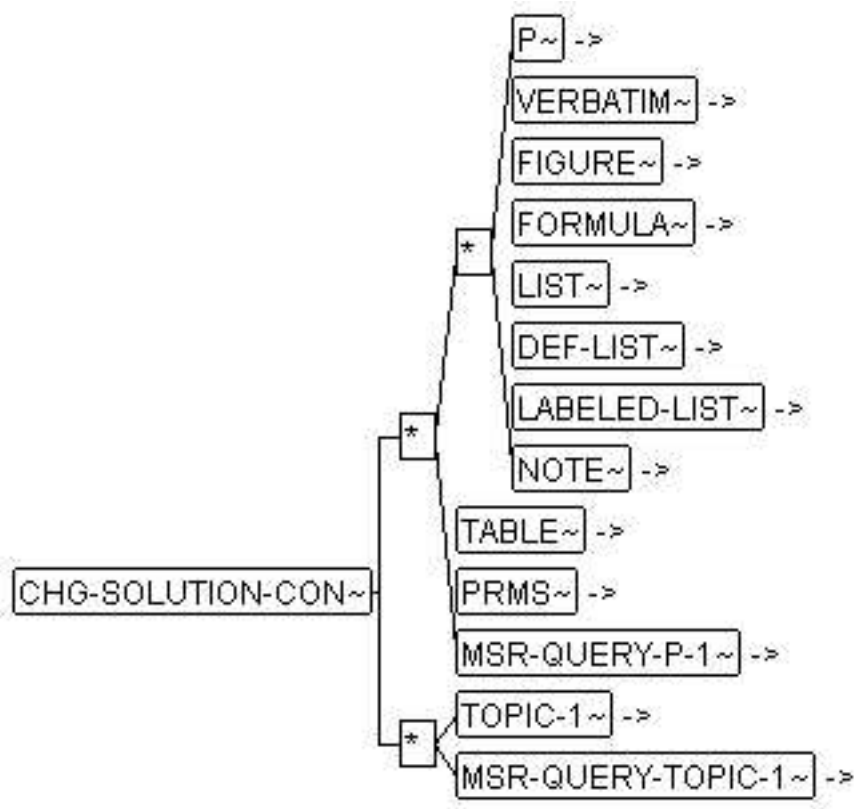 P~ ->
VERBATIM~ ->
FIGURE~ ->
FORMULA~ ->
*
LIST~ ->
DEF-LIST~ ->
LABELED-LIST~ ->
*
NOTE~ ->
TABLE~ ->
CHG-SOLUTION-CON~
PRMS~ ->
MSR-QUERY-P-1~ ->
TOPIC-1~ ->
*
MSR-QUERY-TOPIC-1~ ->